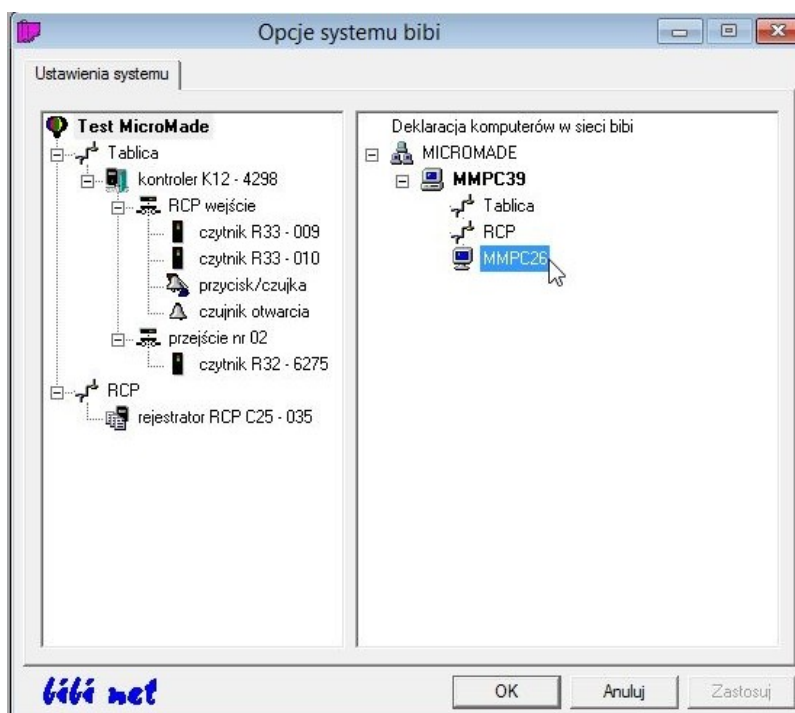 Opcje systemu bibi
Ustawienia systemu
Test MicroMade
Tablica
kontroler K12 - 4298
RCP wejście
czytnik R33 - 009
czytnik R33 - 010
przycisk/czujka
czujnik otwarcia
przejście nr 02
czytnik R32 - 6275
RCP
rejestrator RCP C25 - 035
Deklaracja komputerów w sieci bibi
MICROMADE
MMPC39
Tablica
RCP
MMPC26
bibi net
OK
Anuluj
Zastosuj